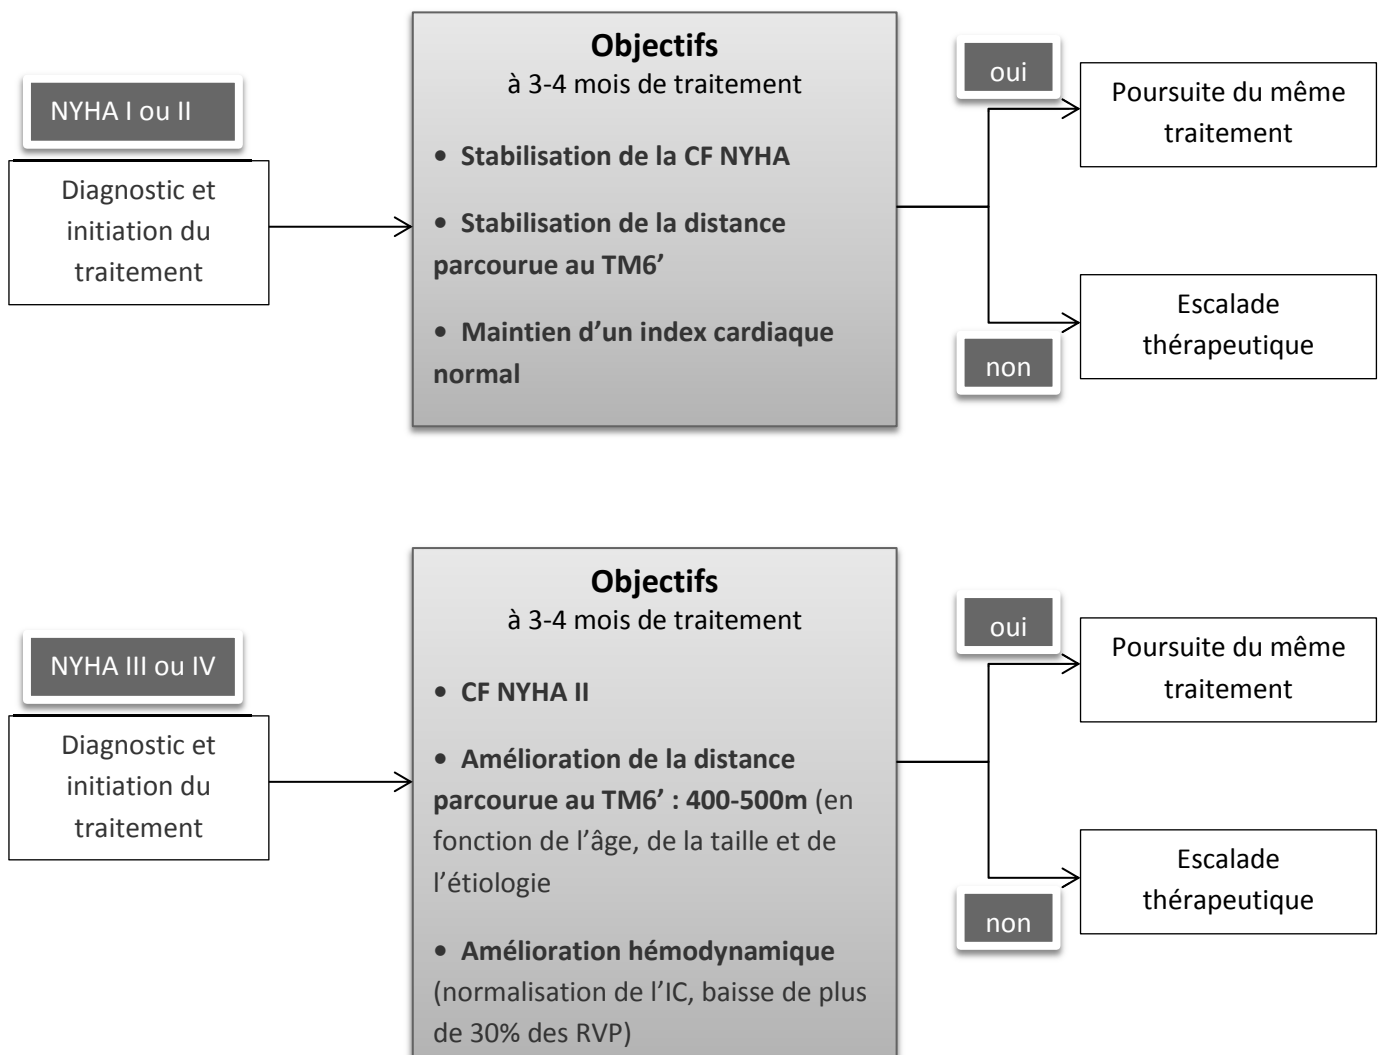 NYHA I ou II
Diagnostic et
initiation du
traitement
Objectifs
à 3-4 mois de traitement
• Stabilisation de la CF NYHA
• Stabilisation de la distance
parcourue au TM6’
• Maintien d’un index cardiaque
normal
oui
Poursuite du même
traitement
non
Escalade
thérapeutique
NYHA III ou IV
Diagnostic et
initiation du
traitement
Objectifs
à 3-4 mois de traitement
• CF NYHA II
• Amélioration de la distance
parcourue au TM6’ : 400-500m (en
fonction de l’âge, de la taille et de
l’étiologie
• Amélioration hémodynamique
(normalisation de l’IC, baisse de plus
de 30% des RVP)
oui
Poursuite du même
traitement
non
Escalade
thérapeutique